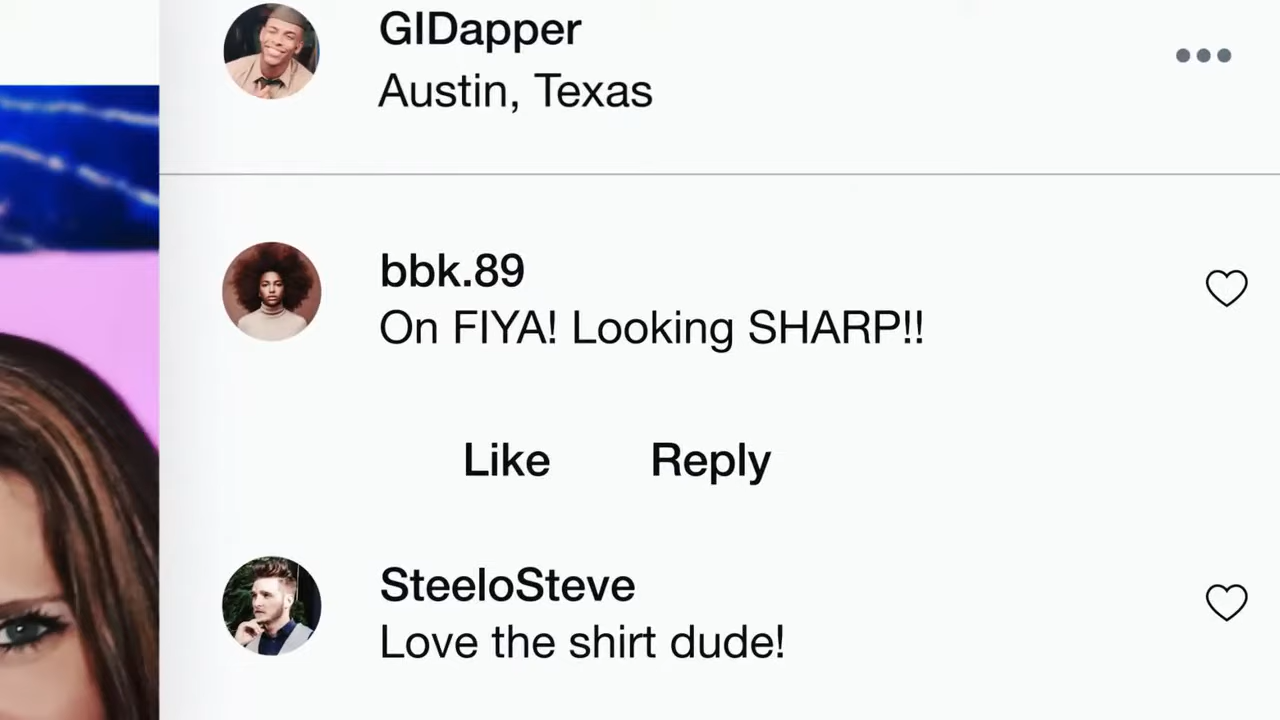 GIDapper
Austin, Texas
bbk.89
On FIYA! Looking SHARP!!
Like Reply
SteeloSteve
Love the shirt dude!